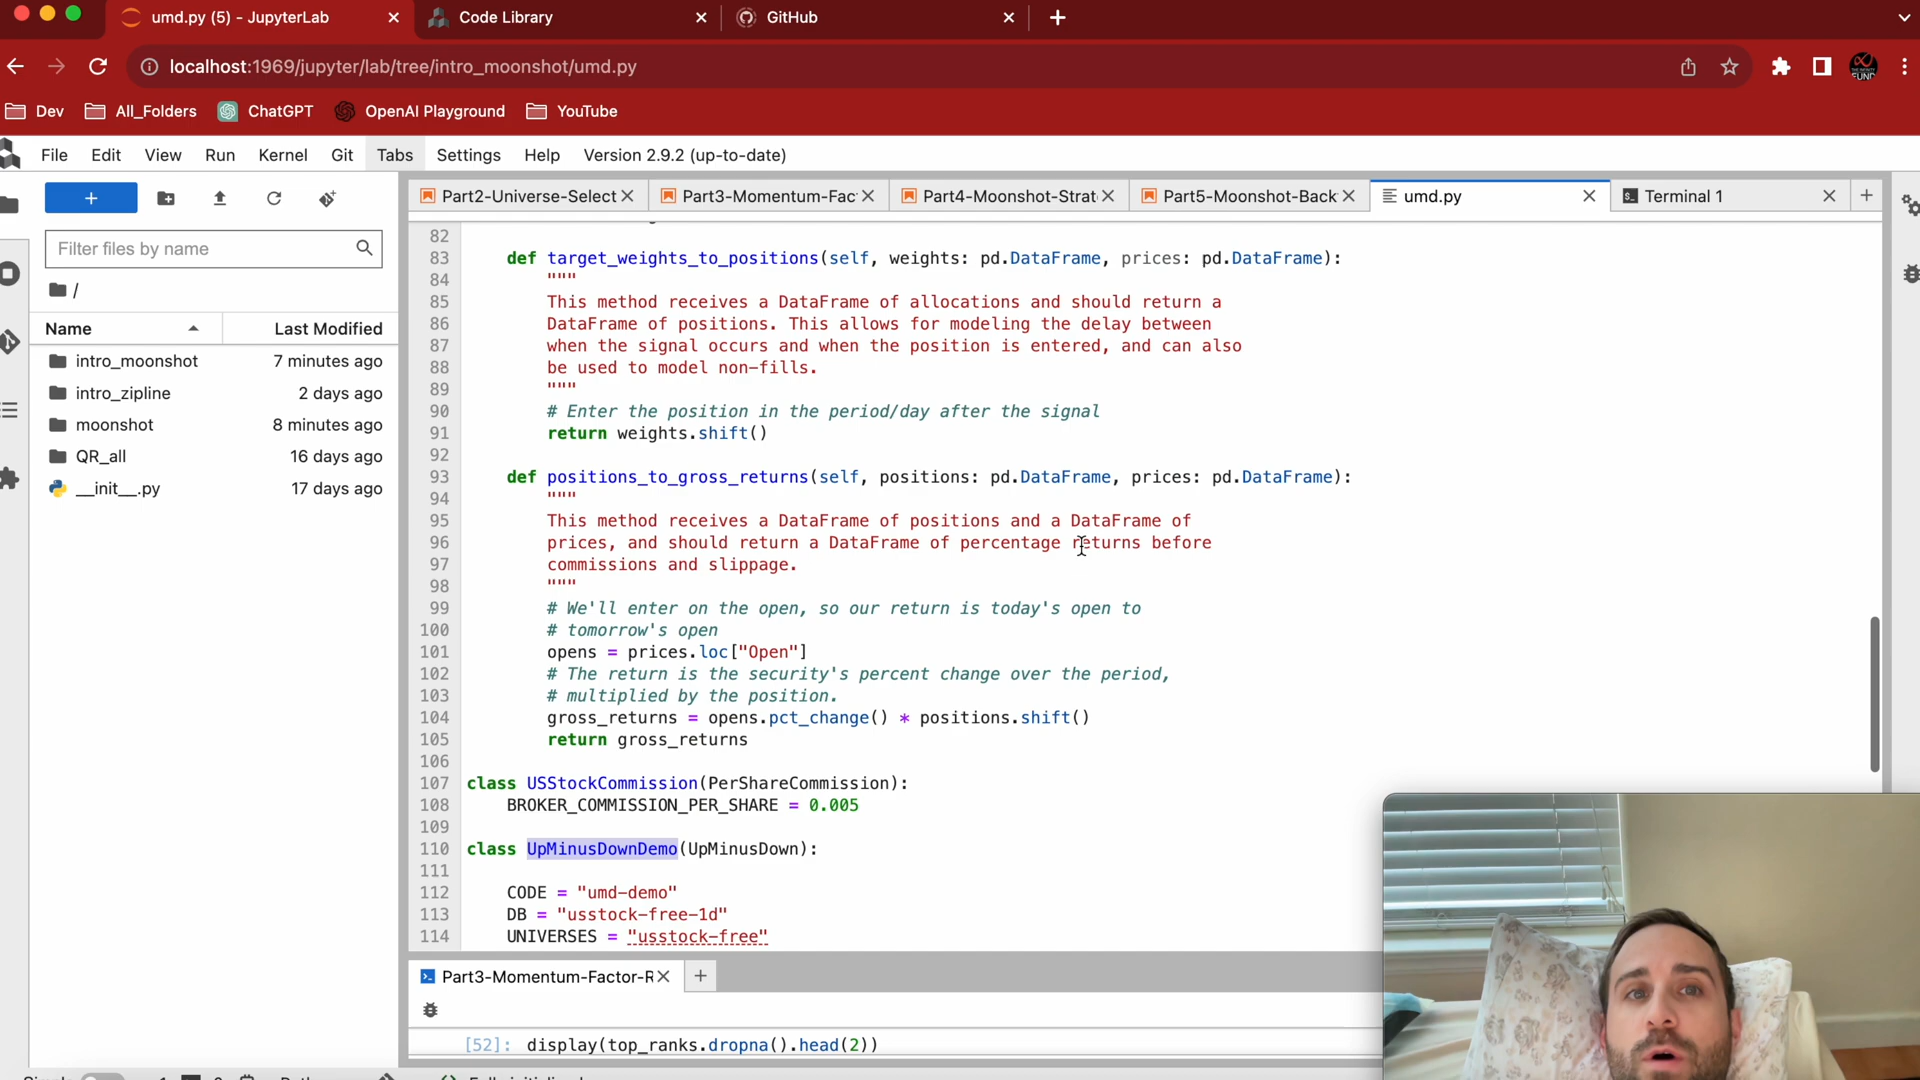 umd.py (5) - JupyterLab
Code Library
GitHub
localhost:1969/jupyter/lab/tree/intro_moonshot/umd.py
Dev
All_Folders
ChatGPT
OpenAI Playground
YouTube
File Edit View Run Kernel Git Tabs Settings Help Version 2.9.2 (up-to-date)
Part2-Universe-Select
Part3-Momentum-Fac
Part4-Moonshot-Strat
Part5-Moonshot-Back
umd.py
Terminal 1
Filter files by name
/
Name Last Modified
intro_moonshot 7 minutes ago
intro_zipline 2 days ago
moonshot 8 minutes ago
QR_all 16 days ago
__init__.py 17 days ago
82
83 def target_weights_to_positions(self, weights: pd.DataFrame, prices: pd.DataFrame):
84 """
85 This method receives a DataFrame of allocations and should return a
86 DataFrame of positions. This allows for modeling the delay between
87 when the signal occurs and when the position is entered, and can also
88 be used to model non-fills.
89 """
90 # Enter the position in the period/day after the signal
91 return weights.shift()
92
93 def positions_to_gross_returns(self, positions: pd.DataFrame, prices: pd.DataFrame):
94 """
95 This method receives a DataFrame of positions and a DataFrame of
96 prices, and should return a DataFrame of percentage returns before
97 commissions and slippage.
98 """
99 # We'll enter on the open, so our return is today's open to
100 # tomorrow's open
101 opens = prices.loc["Open"]
102 # The return is the security's percent change over the period,
103 # multiplied by the position.
104 gross_returns = opens.pct_change() * positions.shift()
105 return gross_returns
106
107 class USStockCommission(PerShareCommission):
108 BROKER_COMMISSION_PER_SHARE = 0.005
109
110 class UpMinusDownDemo(UpMinusDown):
111
112 CODE = "umd-demo"
113 DB = "usstock-free-1d"
114 UNIVERSES = "usstock-free"
Part3-Momentum-Factor-R
[52]: display(top_ranks.dropna().head(2))